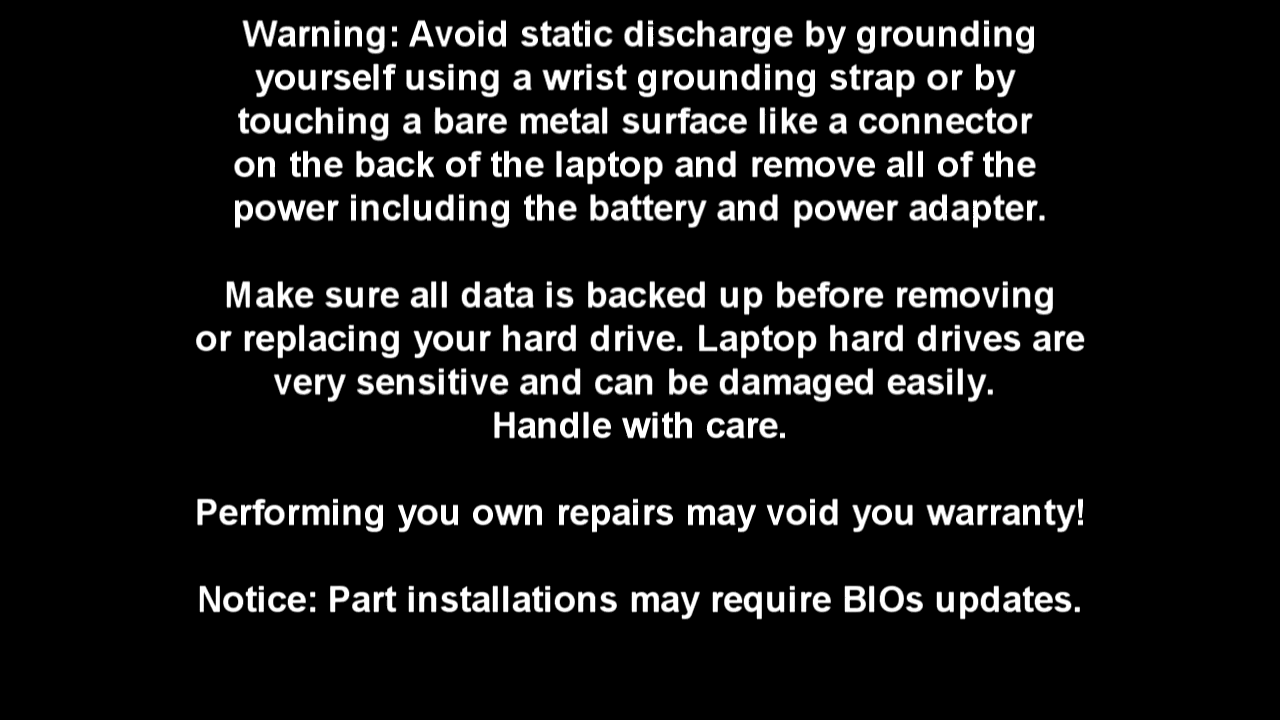 Warning: Avoid static discharge by grounding
yourself using a wrist grounding strap or by
touching a bare metal surface like a connector
on the back of the laptop and remove all of the
power including the battery and power adapter.
Make sure all data is backed up before removing
or replacing your hard drive. Laptop hard drives are
very sensitive and can be damaged easily.
Handle with care.
Performing you own repairs may void you warranty!
Notice: Part installations may require BIOs updates.